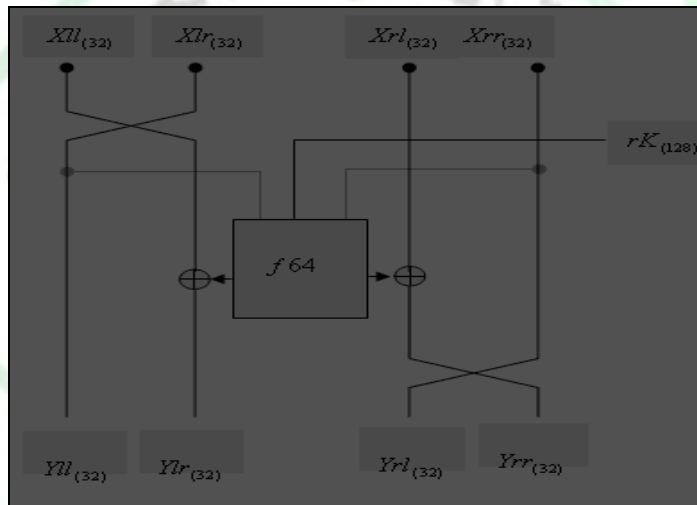 Xll(32) Xlr(32) Xrl(32) Xrr(32)
rK(128)
f 64
Yll(32) Ylr(32) Yrl(32) Yrr(32)